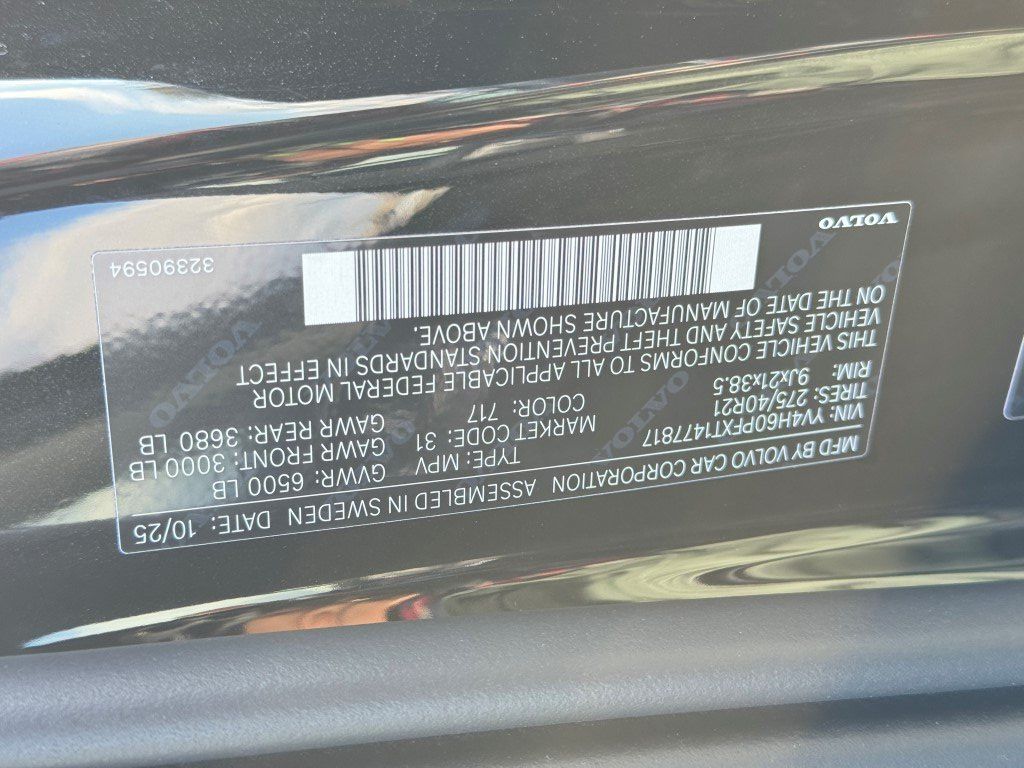 MFD BY VOLVO CAR CORPORATION ASSEMBLED IN SWEDEN DATE: 10/25
VIN: YV4H60PFXT1477817 TYPE: MPV GVWR: 6500 LB
TIRES: 275/40R21 MARKET CODE: 31 GAWR FRONT: 3000 LB
RIM: 9Jx21x38.5 COLOR: 717 GAWR REAR: 3680 LB
THIS VEHICLE CONFORMS TO ALL APPLICABLE FEDERAL MOTOR
VEHICLE SAFETY AND THEFT PREVENTION STANDARDS IN EFFECT
ON THE DATE OF MANUFACTURE SHOWN ABOVE.
VOLVO 32390594